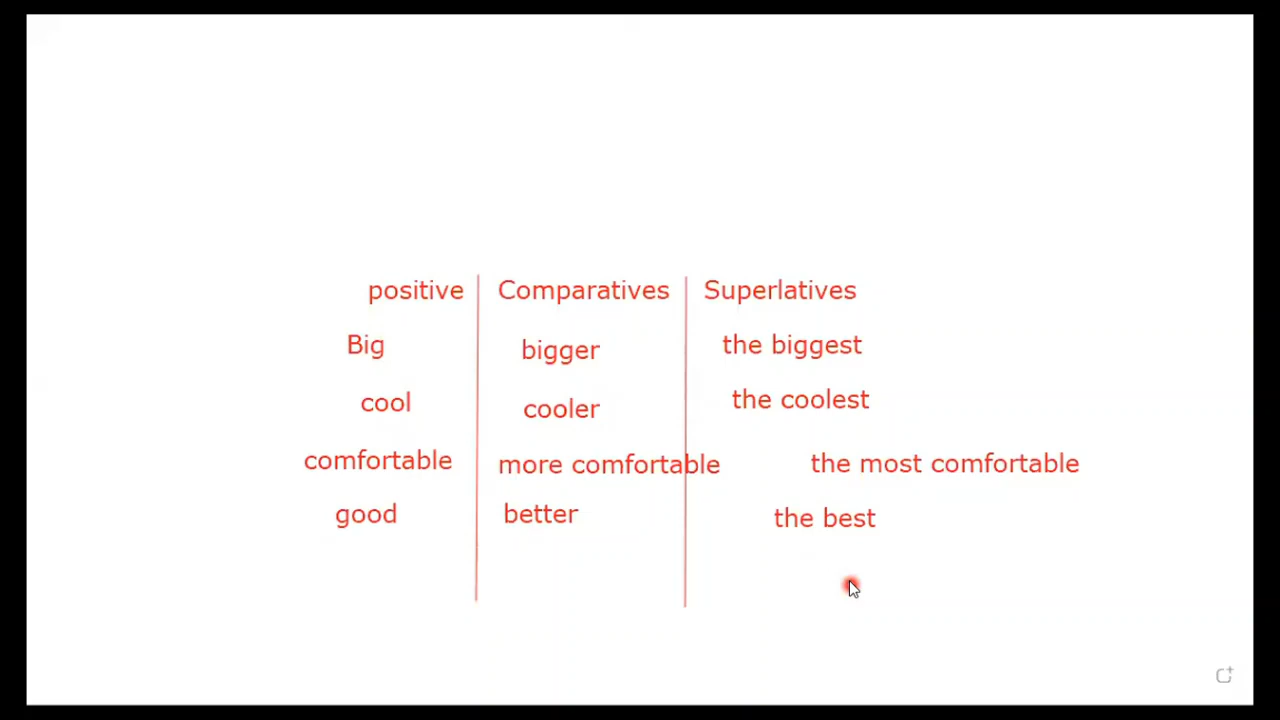 positive Comparatives Superlatives
Big bigger the biggest
cool cooler the coolest
comfortable more comfortable the most comfortable
good better the best